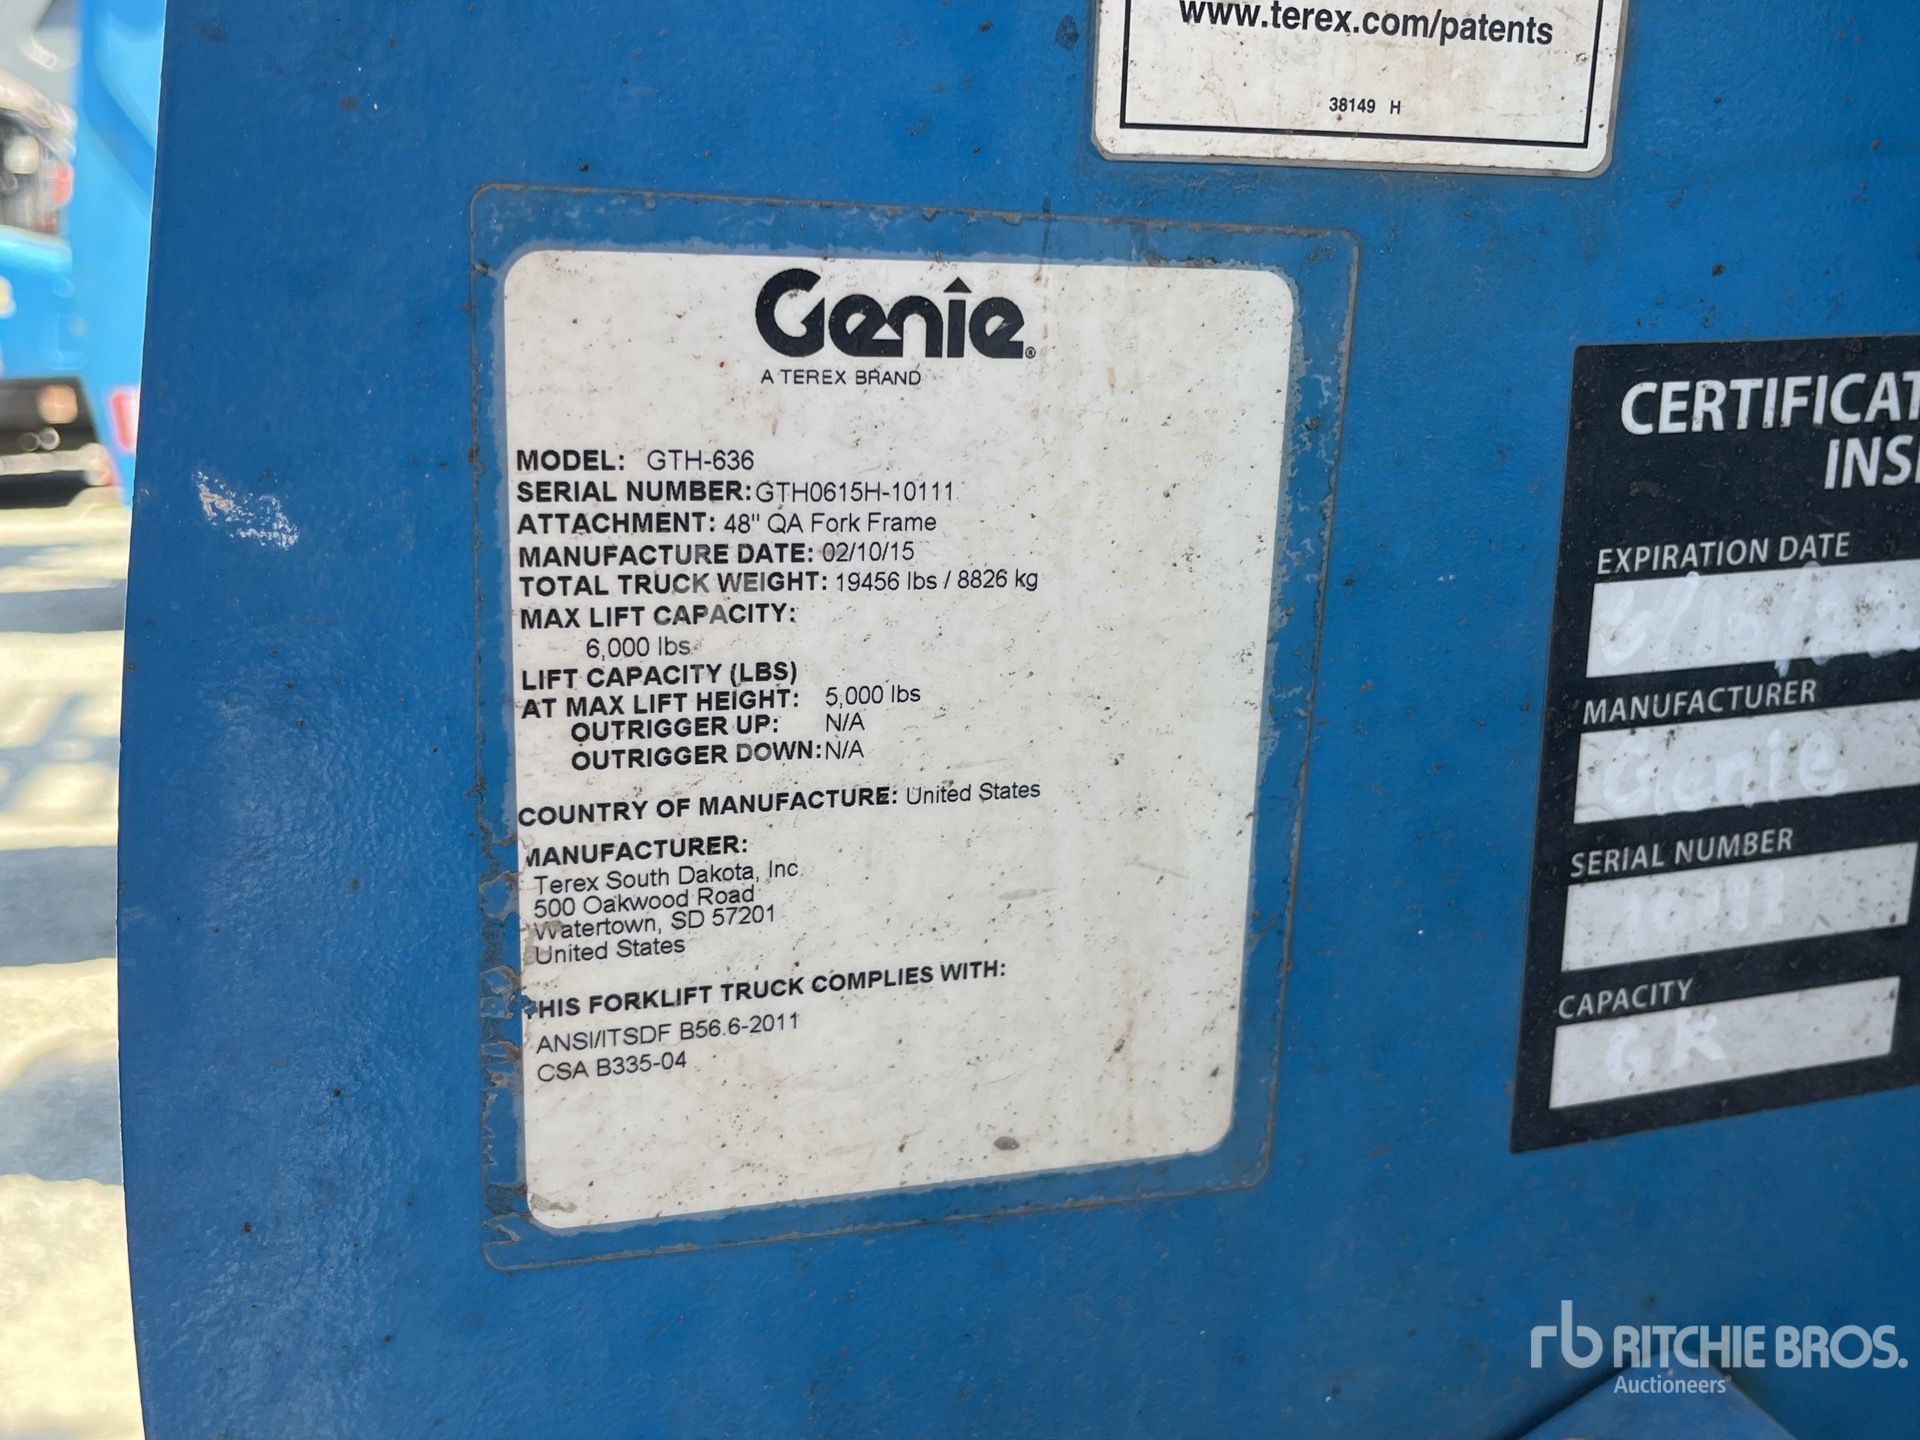 www.terex.com/patents
38149 H
Genie®
A TEREX BRAND
MODEL: GTH-636
SERIAL NUMBER: GTH0615H-10111
ATTACHMENT: 48" QA Fork Frame
MANUFACTURE DATE: 02/10/15
TOTAL TRUCK WEIGHT: 19456 lbs / 8826 kg
MAX LIFT CAPACITY:
6,000 lbs
LIFT CAPACITY (LBS)
AT MAX LIFT HEIGHT: 5,000 lbs
OUTRIGGER UP: N/A
OUTRIGGER DOWN: N/A
COUNTRY OF MANUFACTURE: United States
MANUFACTURER:
Terex South Dakota, Inc
500 Oakwood Road
Watertown, SD 57201
United States
THIS FORKLIFT TRUCK COMPLIES WITH:
ANSI/ITSDF B56.6-2011
CSA B335-04
CERTIFICAT
INS
EXPIRATION DATE
MANUFACTURER
Genie
SERIAL NUMBER
10111
CAPACITY
6K
rb RITCHIE BROS.
Auctioneers